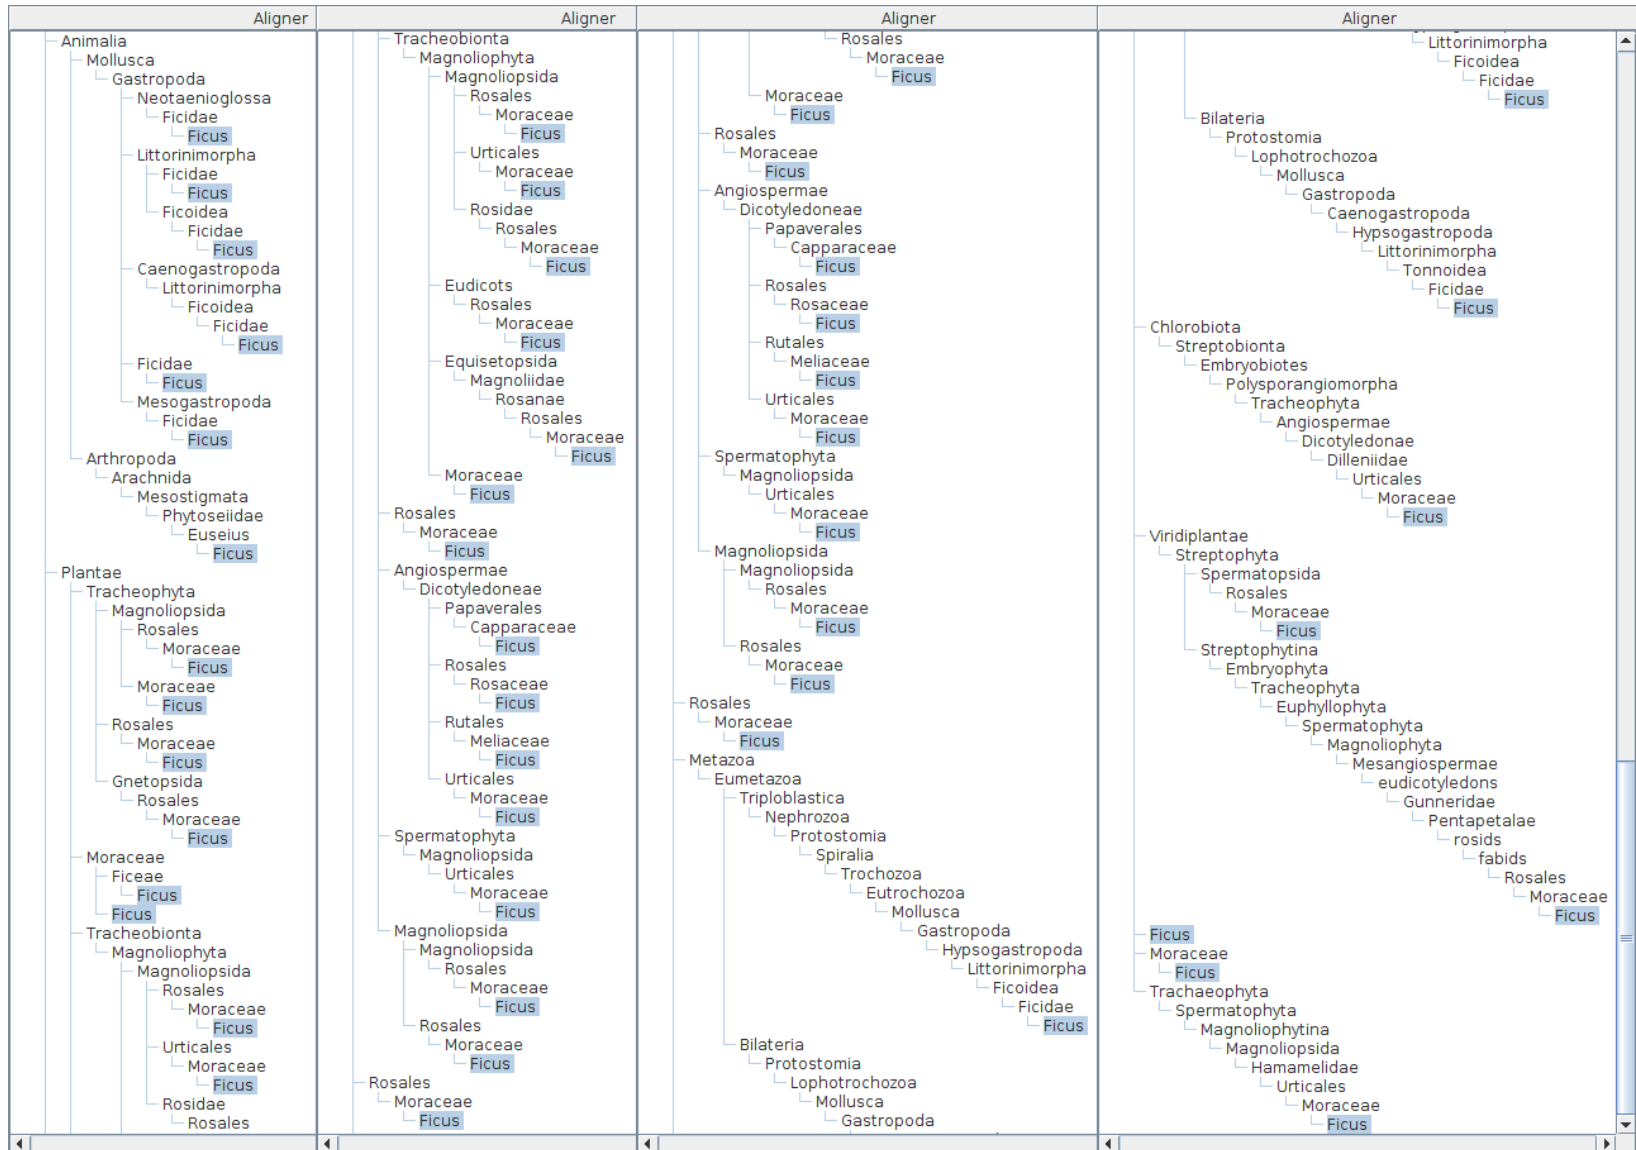 Aligner
Animalia
Mollusca
Gastropoda
Neotaenioglossa
Ficidae
Ficus
Littorinimorpha
Ficidae
Ficus
Ficoidea
Ficidae
Ficus
Caenogastropoda
Littorinimorpha
Ficoidea
Ficidae
Ficus
Ficidae
Ficus
Mesogastropoda
Ficidae
Ficus
Arthropoda
Arachnida
Mesostigmata
Phytoseiidae
Euseius
Ficus
Plantae
Tracheophyta
Magnoliopsida
Rosales
Moraceae
Ficus
Moraceae
Ficus
Rosales
Moraceae
Ficus
Gnetopsida
Rosales
Moraceae
Ficus
Moraceae
Ficeae
Ficus
Ficus
Tracheobionta
Magnoliophyta
Magnoliopsida
Rosales
Moraceae
Ficus
Urticales
Moraceae
Ficus
Rosidae
Rosales
Aligner
Tracheobionta
Magnoliophyta
Magnoliopsida
Rosales
Moraceae
Ficus
Urticales
Moraceae
Ficus
Rosidae
Rosales
Moraceae
Ficus
Eudicots
Rosales
Moraceae
Ficus
Equisetopsida
Magnoliidae
Rosanae
Rosales
Moraceae
Ficus
Moraceae
Ficus
Rosales
Moraceae
Ficus
Angiospermae
Dicotyledoneae
Papaverales
Capparaceae
Ficus
Rosales
Rosaceae
Ficus
Rutales
Meliaceae
Ficus
Urticales
Moraceae
Ficus
Spermatophyta
Magnoliopsida
Urticales
Moraceae
Ficus
Magnoliopsida
Magnoliopsida
Rosales
Moraceae
Ficus
Rosales
Moraceae
Ficus
Rosales
Moraceae
Ficus
Aligner
Rosales
Moraceae
Ficus
Moraceae
Ficus
Rosales
Moraceae
Ficus
Angiospermae
Dicotyledoneae
Papaverales
Capparaceae
Ficus
Rosales
Rosaceae
Ficus
Rutales
Meliaceae
Ficus
Urticales
Moraceae
Ficus
Spermatophyta
Magnoliopsida
Urticales
Moraceae
Ficus
Magnoliopsida
Magnoliopsida
Rosales
Moraceae
Ficus
Rosales
Moraceae
Ficus
Rosales
Moraceae
Ficus
Metazoa
Eumetazoa
Triploblastica
Nephrozoa
Protostomia
Spiralia
Trochozoa
Eutrochozoa
Mollusca
Gastropoda
Hypsogastropoda
Littorinimorpha
Ficoidea
Ficidae
Ficus
Bilateria
Protostomia
Lophotrochozoa
Mollusca
Gastropoda
Aligner
Littorinimorpha
Ficoidea
Ficidae
Ficus
Bilateria
Protostomia
Lophotrochozoa
Mollusca
Gastropoda
Caenogastropoda
Hypsogastropoda
Littorinimorpha
Tonnoidea
Ficidae
Ficus
Chlorobiota
Streptobionta
Embryobiotes
Polysporangiomorpha
Tracheophyta
Angiospermae
Dicotyledonae
Dilleniidae
Urticales
Moraceae
Ficus
Viridiplantae
Streptophyta
Spermatopsida
Rosales
Moraceae
Ficus
Streptophytina
Embryophyta
Tracheophyta
Euphyllophyta
Spermatophyta
Magnoliophyta
Mesangiospermae
eudicotyledons
Gunneridae
Pentapetalae
rosids
fabids
Rosales
Moraceae
Ficus
Ficus
Moraceae
Ficus
Trachaeophyta
Spermatophyta
Magnoliophytina
Magnoliopsida
Hamamelidae
Urticales
Moraceae
Ficus